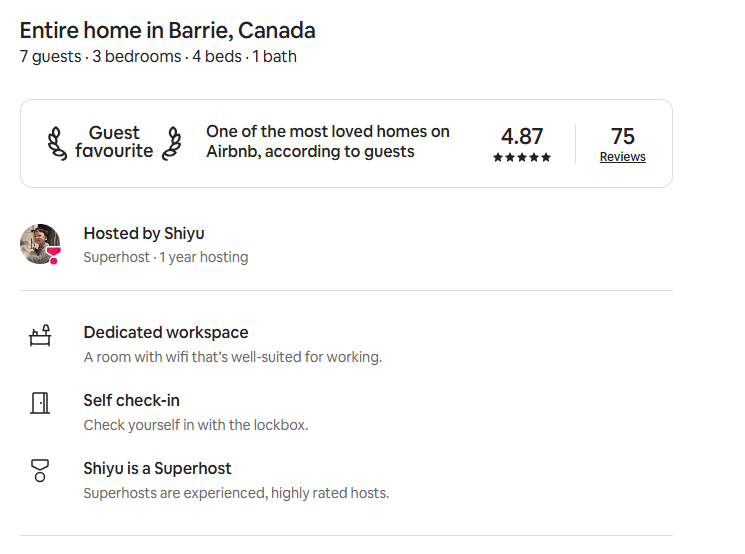 Entire home in Barrie, Canada
7 guests · 3 bedrooms · 4 beds · 1 bath
Guest
favourite
One of the most loved homes on
Airbnb, according to guests
4.87
75
Reviews
Hosted by Shiyu
Superhost · 1 year hosting
Dedicated workspace
A room with wifi that’s well-suited for working.
Self check-in
Check yourself in with the lockbox.
Shiyu is a Superhost
Superhosts are experienced, highly rated hosts.